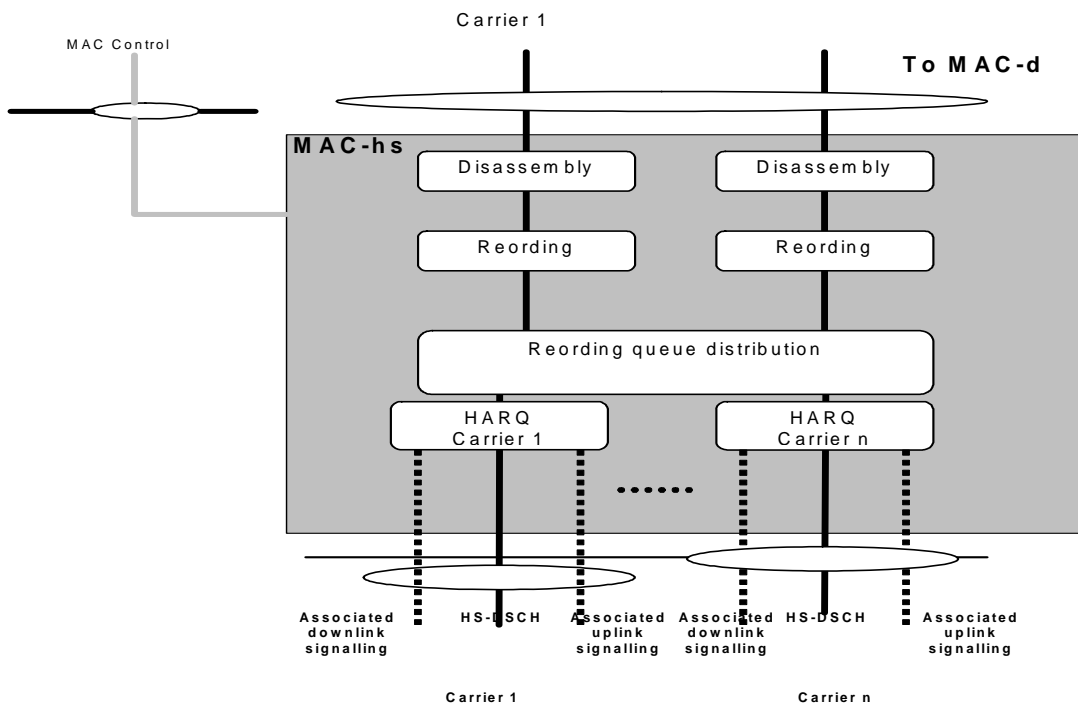 Carrier 1
MAC Control
To MAC-d
MAC-hs
Disassembly
Disassembly
Reording
Reording
Reording queue distribution
HARQ
Carrier 1
HARQ
Carrier n
Associated
downlink
signalling
HS-DSCH
Associated
uplink
signalling
Associated
downlink
signalling
HS-DSCH
Associated
uplink
signalling
Carrier 1
Carrier n